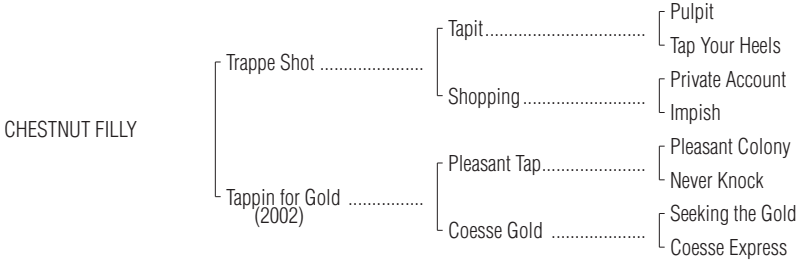 Pulpit
Tapit..................................
Tap Your Heels
Trappe Shot ......................
Private Account
Shopping..........................
Impish
CHESTNUT FILLY
Pleasant Colony
Pleasant Tap......................
Never Knock
Tappin for Gold ................
(2002)
Seeking the Gold
Coesse Gold ....................
Coesse Express